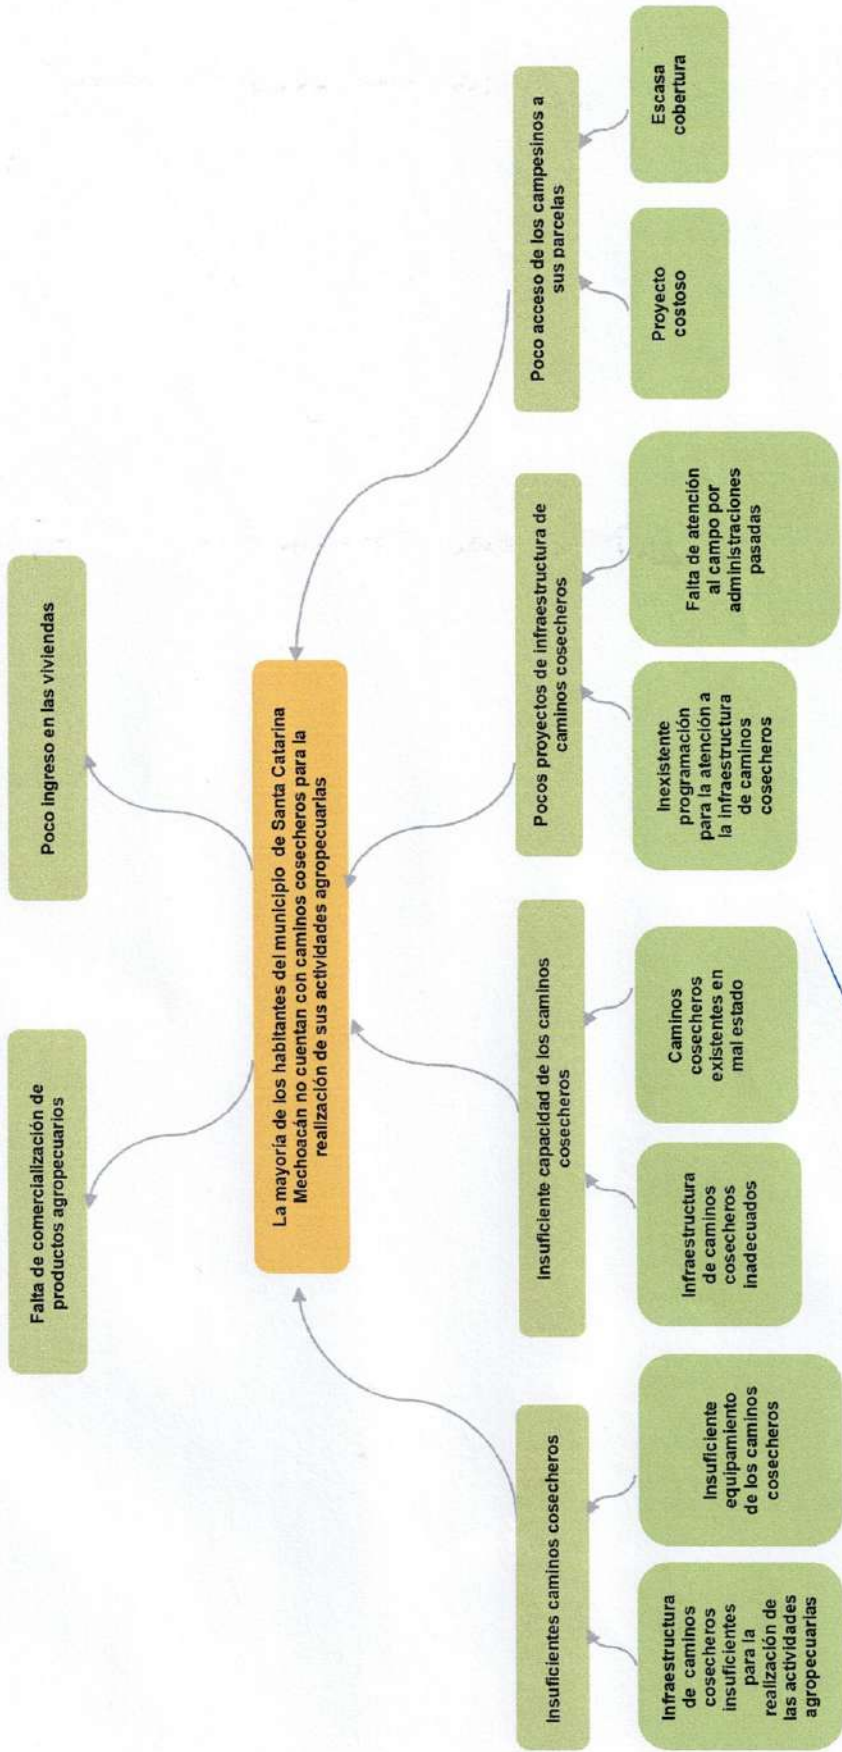 Falta de comercialización de
productos agropecuarios
Poco ingreso en las viviendas
La mayoría de los habitantes del municipio de Santa Catarina
Mechoacán no cuentan con caminos cosecheros para la
realización de sus actividades agropecuarias
Insuficientes caminos cosecheros
Insuficiente capacidad de los caminos
cosecheros
Pocos proyectos de infraestructura de
caminos cosecheros
Poco acceso de los campesinos a
sus parcelas
Infraestructura
de caminos
cosecheros
insuficientes
para la
realización de
las actividades
agropecuarias
Insuficiente
equipamiento
de los caminos
cosecheros
Infraestructura
de caminos
cosecheros
inadecuados
Caminos
cosecheros
existentes en
mal estado
Inexistente
programación
para la atención a
la infraestructura
de caminos
cosecheros
Falta de atención
al campo por
administraciones
pasadas
Proyecto
costoso
Escasa
cobertura